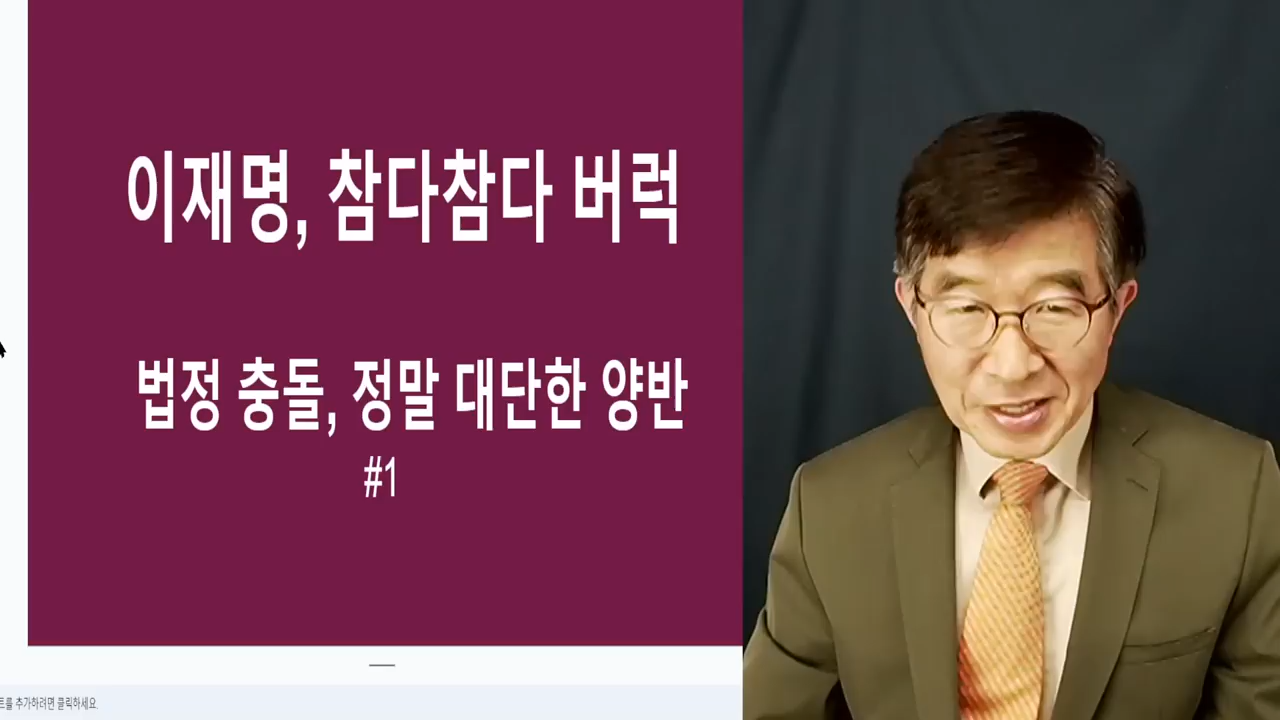 이재명, 참다참다 버럭
법정 충돌, 정말 대단한 양반
#1
트를 추가하려면 클릭하세요.